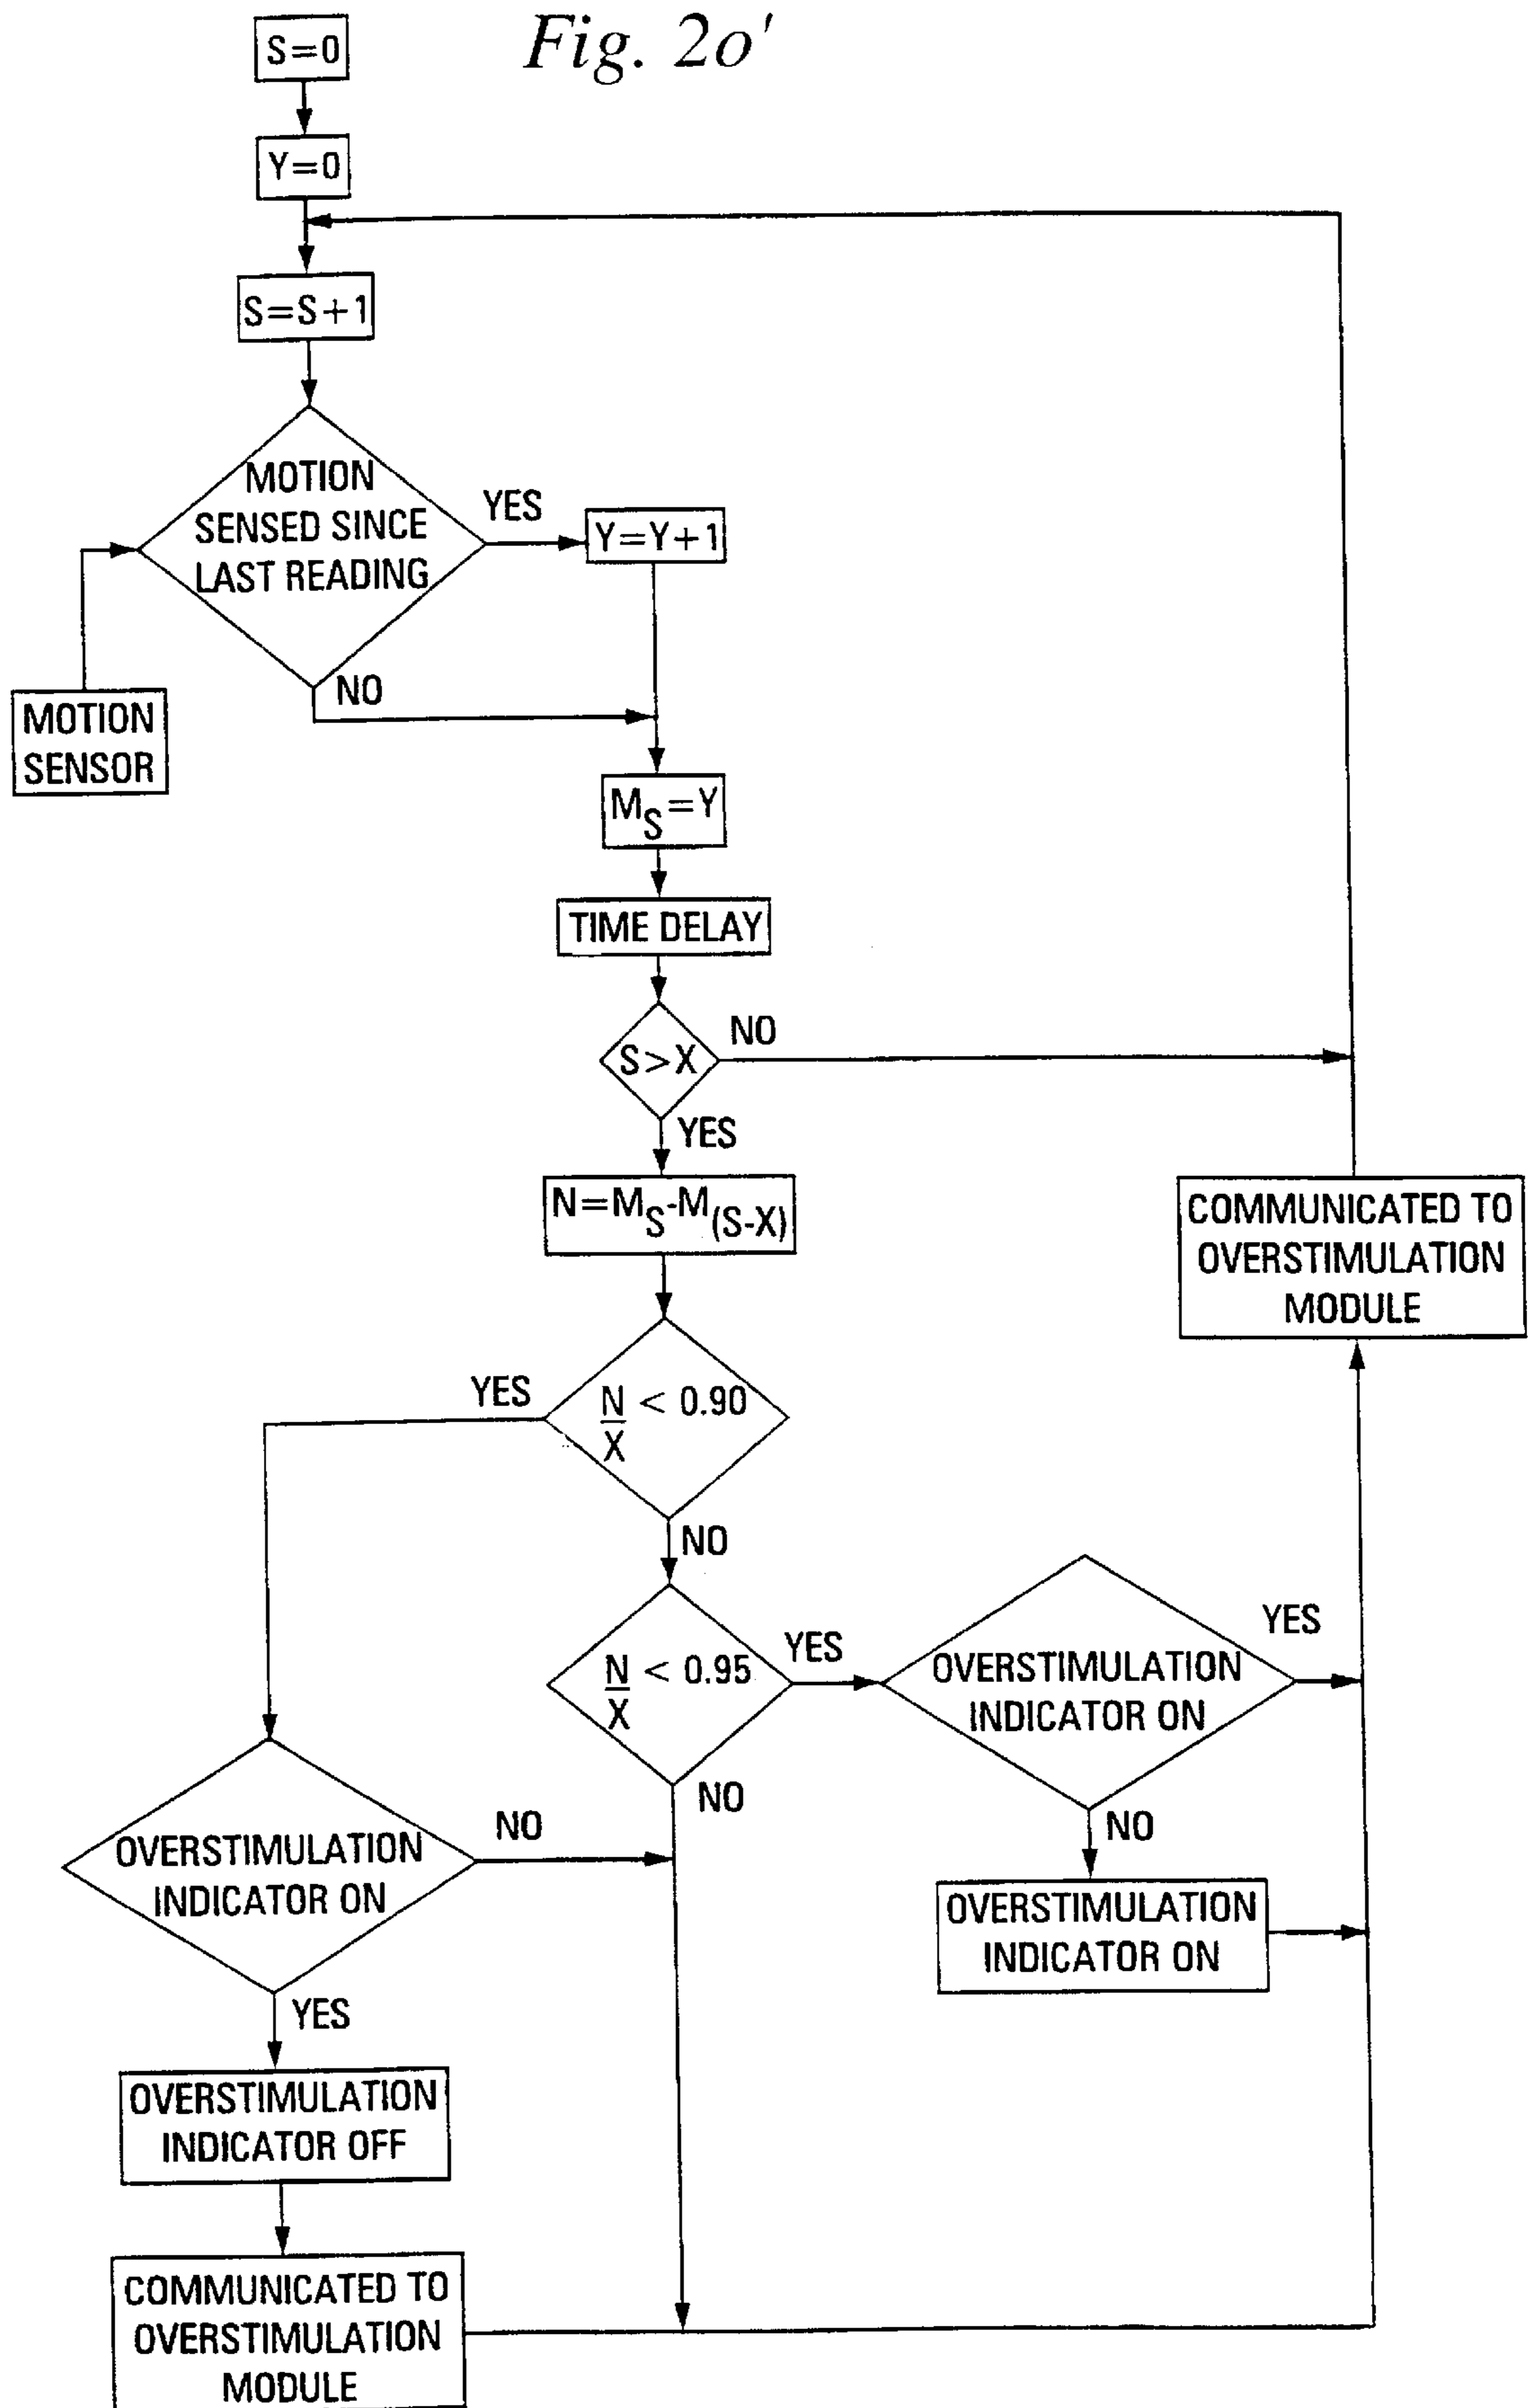 Fig. 2o'
S=0
Y=0
S=S+1
MOTION
SENSED SINCE
LAST READING
YES
Y=Y+1
NO
MOTION
SENSOR
MS=Y
TIME DELAY
S>X
NO
YES
N=MS-M(S-X)
COMMUNICATED TO
OVERSTIMULATION
MODULE
YES
N/X < 0.90
NO
N/X < 0.95
YES
OVERSTIMULATION
INDICATOR ON
YES
NO
NO
OVERSTIMULATION
INDICATOR ON
NO
OVERSTIMULATION
INDICATOR ON
YES
OVERSTIMULATION
INDICATOR OFF
COMMUNICATED TO
OVERSTIMULATION
MODULE